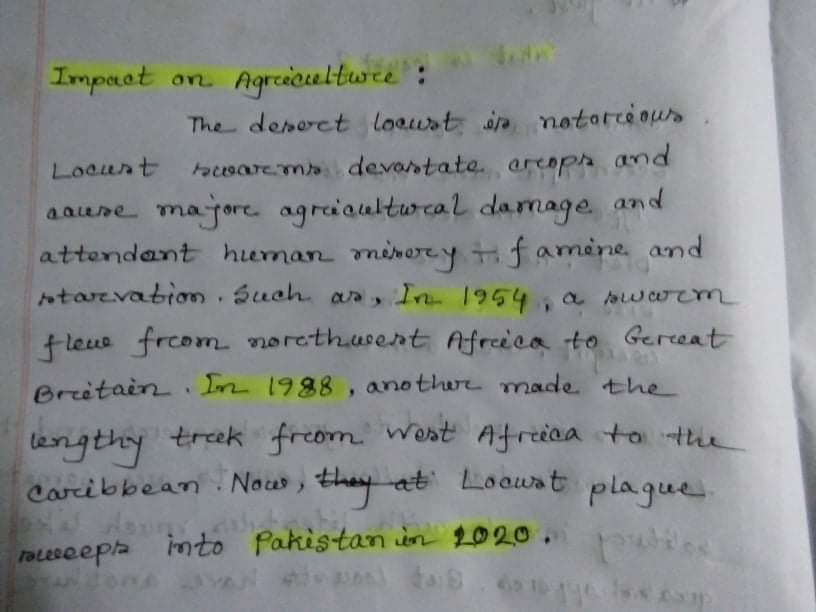 Impact on Agriculture :
The desert locust is notorious.
Locust swarms devastate crops and
cause major agricultural damage and
attendant human misery ÷ famine and
starvation. Such as, In 1954, a swarm
flew from northwest Africa to Great
Britain. In 1988, another made the
lengthy trek from West Africa to the
Caribbean. Now, they at Locust plague
sweeps into Pakistan in 2020.